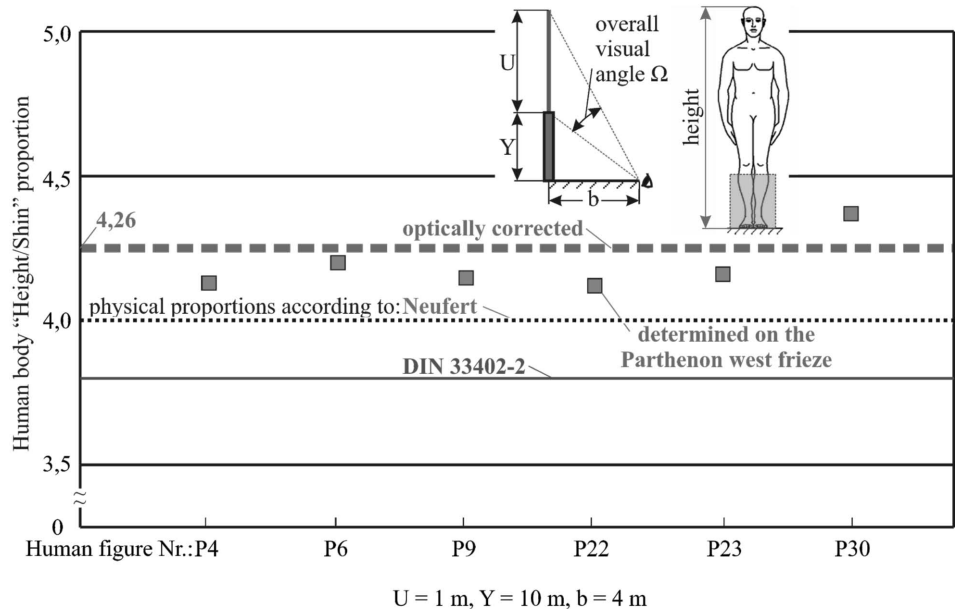 5,0
U
Y
b
overall
visual
angle Ω
height
Human body “Height/Shin” proportion
4,5
4,26
optically corrected
physical proportions according to: Neufert
4,0
determined on the
Parthenon west frieze
DIN 33402-2
3,5
≈
0
Human figure Nr.: P4 P6 P9 P22 P23 P30
U = 1 m, Y = 10 m, b = 4 m